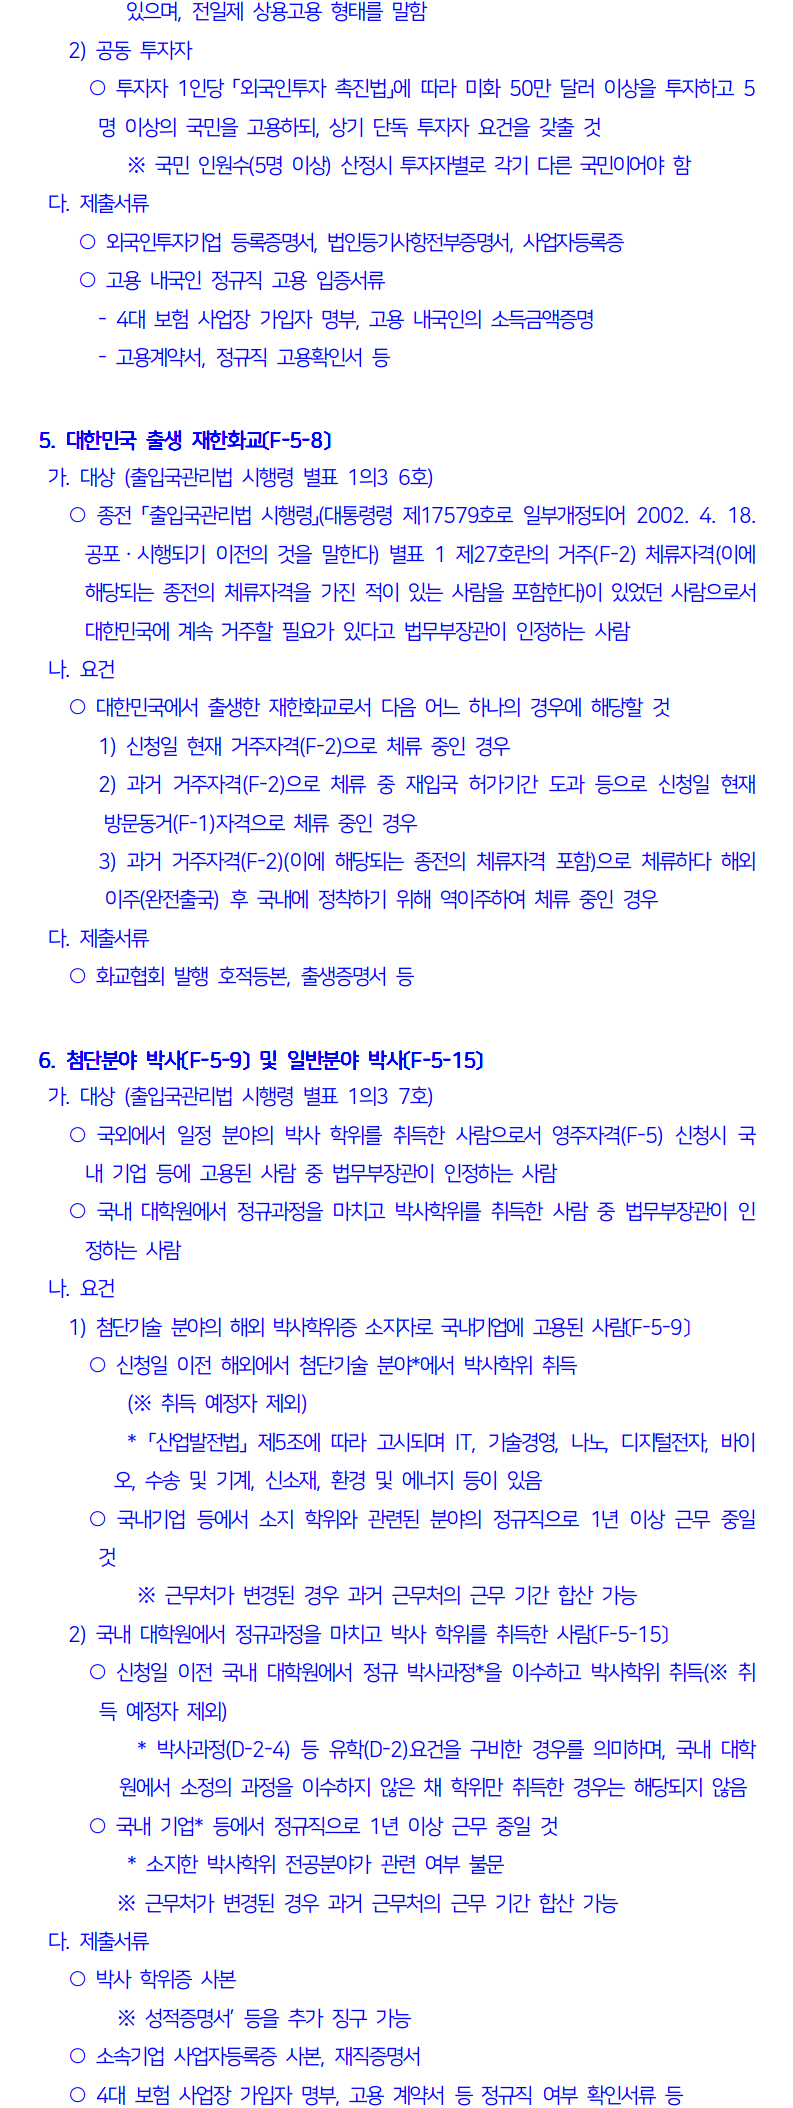 있으며, 전일제 상용고용 형태를 말함
2) 공동 투자자
○ 투자자 1인당 「외국인투자 촉진법」에 따라 미화 50만 달러 이상을 투자하고 5
명 이상의 국민을 고용하되, 상기 단독 투자자 요건을 갖출 것
※ 국민 인원수(5명 이상) 산정시 투자자별로 각기 다른 국민이어야 함
다. 제출서류
○ 외국인투자기업 등록증명서, 법인등기사항전부증명서, 사업자등록증
○ 고용 내국인 정규직 고용 입증서류
- 4대 보험 사업장 가입자 명부, 고용 내국인의 소득금액증명
- 고용계약서, 정규직 고용확인서 등
5. 대한민국 출생 재한화교〔F-5-8〕
가. 대상 (출입국관리법 시행령 별표 1의3 6호)
○ 종전 「출입국관리법 시행령」(대통령령 제17579호로 일부개정되어 2002. 4. 18.
공포·시행되기 이전의 것을 말한다) 별표 1 제27호란의 거주(F-2) 체류자격(이에
해당되는 종전의 체류자격을 가진 적이 있는 사람을 포함한다)이 있었던 사람으로서
대한민국에 계속 거주할 필요가 있다고 법무부장관이 인정하는 사람
나. 요건
○ 대한민국에서 출생한 재한화교로서 다음 어느 하나의 경우에 해당할 것
1) 신청일 현재 거주자격(F-2)으로 체류 중인 경우
2) 과거 거주자격(F-2)으로 체류 중 재입국 허가기간 도과 등으로 신청일 현재
방문동거(F-1)자격으로 체류 중인 경우
3) 과거 거주자격(F-2)(이에 해당되는 종전의 체류자격 포함)으로 체류하다 해외
이주(완전출국) 후 국내에 정착하기 위해 역이주하여 체류 중인 경우
다. 제출서류
○ 화교협회 발행 호적등본, 출생증명서 등
6. 첨단분야 박사〔F-5-9〕 및 일반분야 박사〔F-5-15〕
가. 대상 (출입국관리법 시행령 별표 1의3 7호)
○ 국외에서 일정 분야의 박사 학위를 취득한 사람으로서 영주자격(F-5) 신청시 국
내 기업 등에 고용된 사람 중 법무부장관이 인정하는 사람
○ 국내 대학원에서 정규과정을 마치고 박사학위를 취득한 사람 중 법무부장관이 인
정하는 사람
나. 요건
1) 첨단기술 분야의 해외 박사학위증 소지자로 국내기업에 고용된 사람〔F-5-9〕
○ 신청일 이전 해외에서 첨단기술 분야*에서 박사학위 취득
(※ 취득 예정자 제외)
* 「산업발전법」 제5조에 따라 고시되며 IT, 기술경영, 나노, 디지털전자, 바이
오, 수송 및 기계, 신소재, 환경 및 에너지 등이 있음
○ 국내기업 등에서 소지 학위와 관련된 분야의 정규직으로 1년 이상 근무 중일
것
※ 근무처가 변경된 경우 과거 근무처의 근무 기간 합산 가능
2) 국내 대학원에서 정규과정을 마치고 박사 학위를 취득한 사람〔F-5-15〕
○ 신청일 이전 국내 대학원에서 정규 박사과정*을 이수하고 박사학위 취득(※ 취
득 예정자 제외)
* 박사과정(D-2-4) 등 유학(D-2)요건을 구비한 경우를 의미하며, 국내 대학
원에서 소정의 과정을 이수하지 않은 채 학위만 취득한 경우는 해당되지 않음
○ 국내 기업* 등에서 정규직으로 1년 이상 근무 중일 것
* 소지한 박사학위 전공분야가 관련 여부 불문
※ 근무처가 변경된 경우 과거 근무처의 근무 기간 합산 가능
다. 제출서류
○ 박사 학위증 사본
※ 성적증명서’ 등을 추가 징구 가능
○ 소속기업 사업자등록증 사본, 재직증명서
○ 4대 보험 사업장 가입자 명부, 고용 계약서 등 정규직 여부 확인서류 등